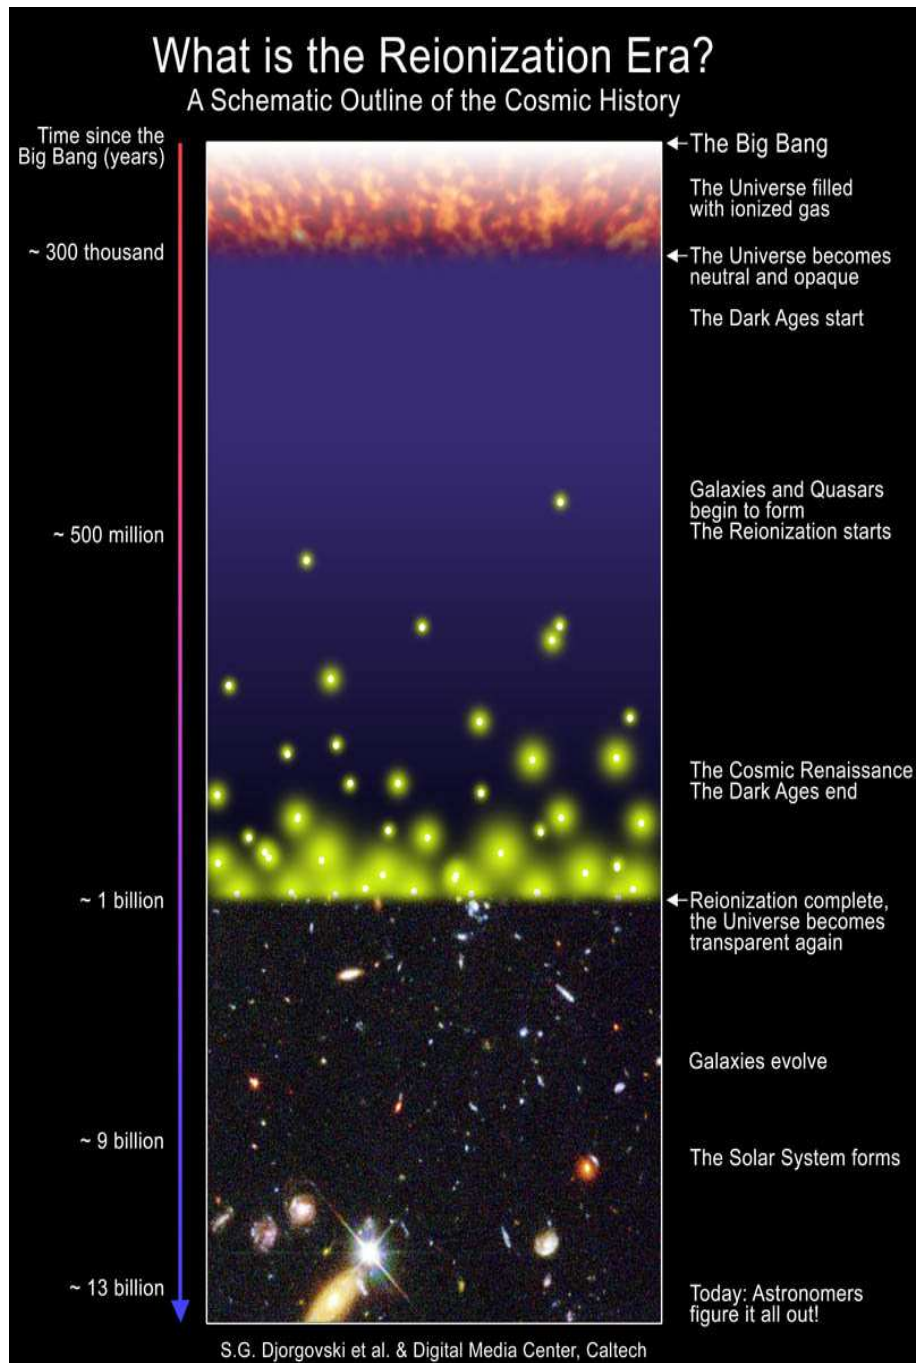 What is the Reionization Era?
A Schematic Outline of the Cosmic History
Time since the
Big Bang (years)
The Big Bang
The Universe filled
with ionized gas
~ 300 thousand
The Universe becomes
neutral and opaque
The Dark Ages start
Galaxies and Quasars
begin to form
The Reionization starts
~ 500 million
The Cosmic Renaissance
The Dark Ages end
~ 1 billion
Reionization complete,
the Universe becomes
transparent again
Galaxies evolve
~ 9 billion
The Solar System forms
~ 13 billion
Today: Astronomers
figure it all out!
S.G. Djorgovski et al. & Digital Media Center, Caltech